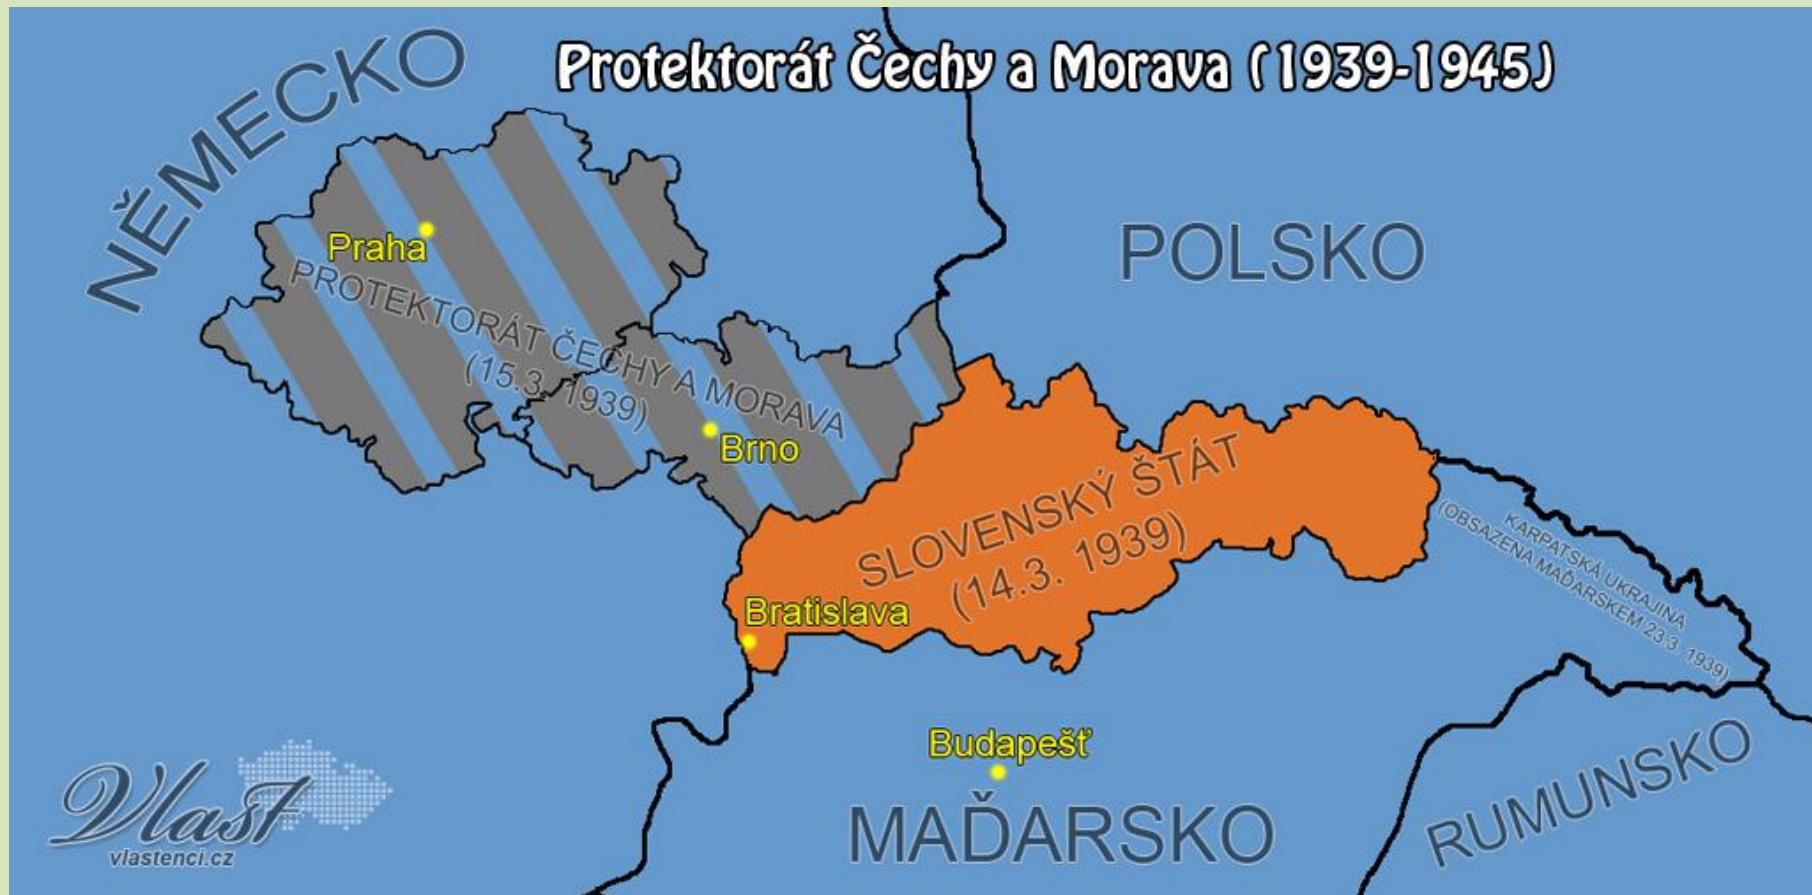 Protektorát Čechy a Morava (1939-1945)
NĚMECKO
POLSKO
Praha
PROTEKTORÁT ČECHY A MORAVA
(15.3. 1939)
Brno
SLOVENSKÝ ŠTÁT
(14.3. 1939)
KARPATSKÁ UKRAJINA
(OBSAZENA MAĎARSKEM 23.3. 1939)
Bratislava
Budapešť
MAĎARSKO
RUMUNSKO
Vlast
vlastenci.cz